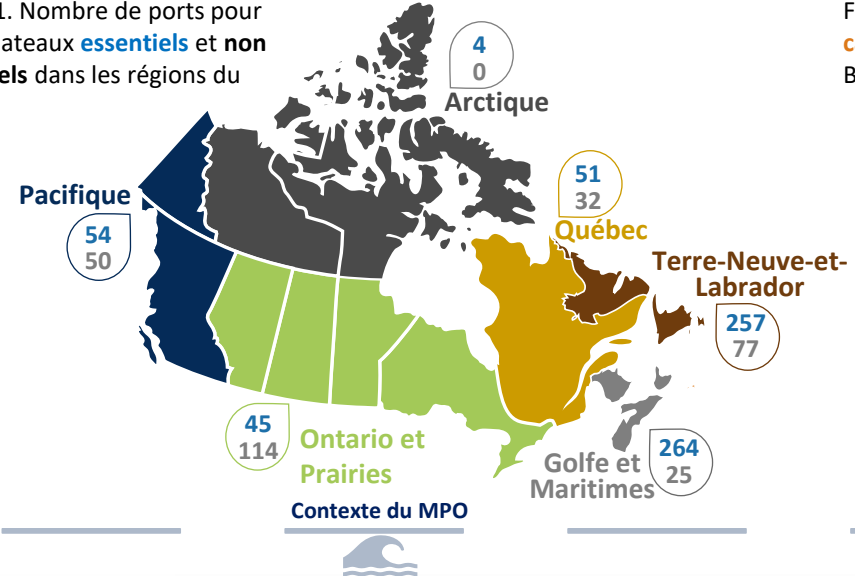 1. Nombre de ports pour
ateaux essentiels et non
els dans les régions du
F
c
B
4
0
Arctique
51
32
Québec
Pacifique
54
50
Terre-Neuve-et-
Labrador
257
77
45
114
Ontario et
Prairies
Golfe et
Maritimes
264
25
Contexte du MPO